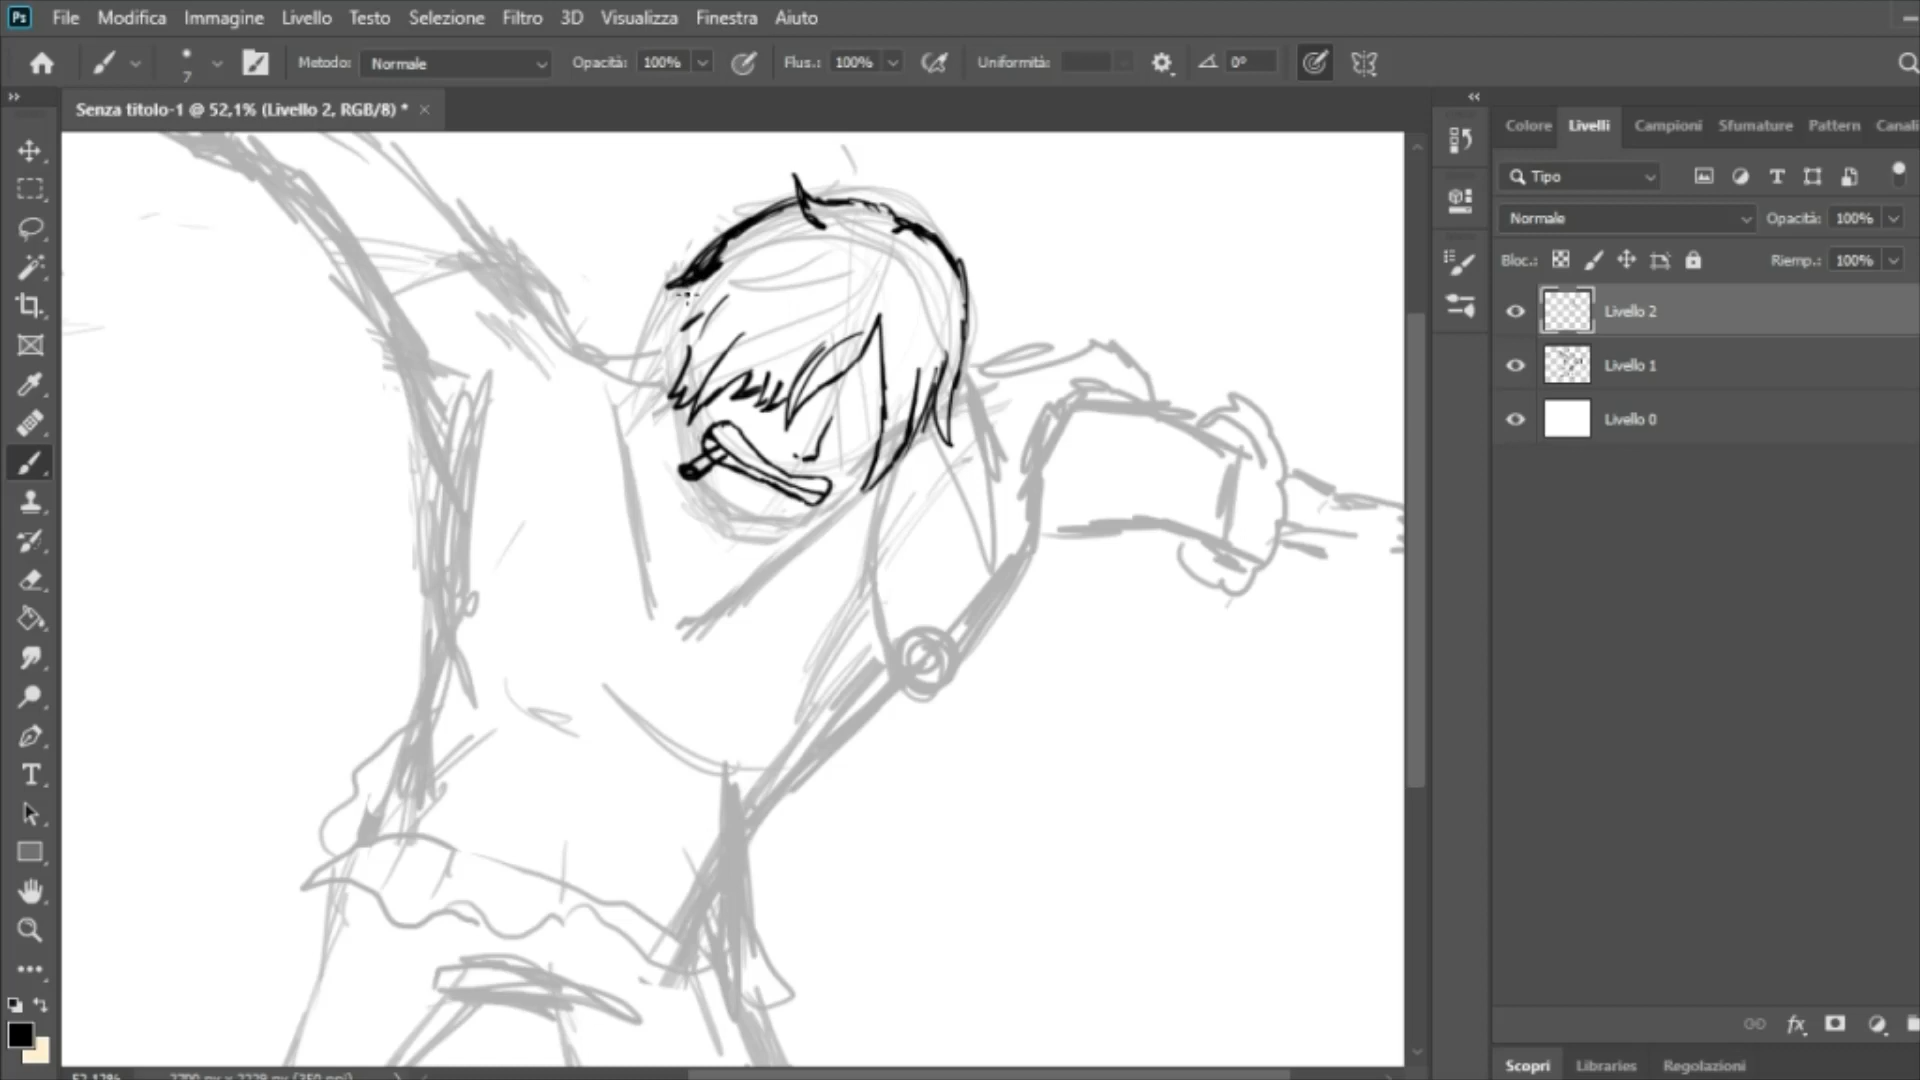 Ps File Modifica Immagine Livello Testo Selezione Filtro 3D Visualizza Finestra Aiuto
7 Metodo: Normale Opacità: 100% Flus.: 100% Uniformità: 0°
Senza titolo-1 @ 52,1% (Livello 2, RGB/8) *
Colore Livelli Campioni Sfumature Pattern Canali
Tipo
Normale Opacità: 100%
Bloc.: Riemp.: 100%
Livello 2
Livello 1
Livello 0
fx
Scopri Libraries Regolazioni